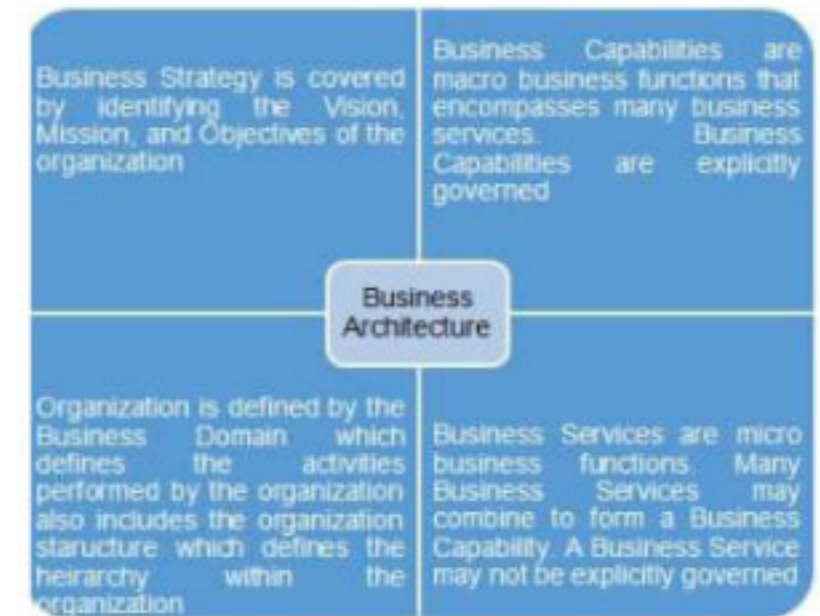 Business Strategy is covered
by identifying the Vision,
Mission, and Objectives of the
organization
Business Capabilities are
macro business functions that
encompasses many business
services. Business
Capabilities are explicitly
governed
Business
Architecture
Organization is defined by the
Business Domain which
defines the activities
performed by the organization
also includes the organization
staructure which defines the
heirarchy within the
organization
Business Services are micro
business functions. Many
Business Services may
combine to form a Business
Capability. A Business Service
may not be explicitly governed